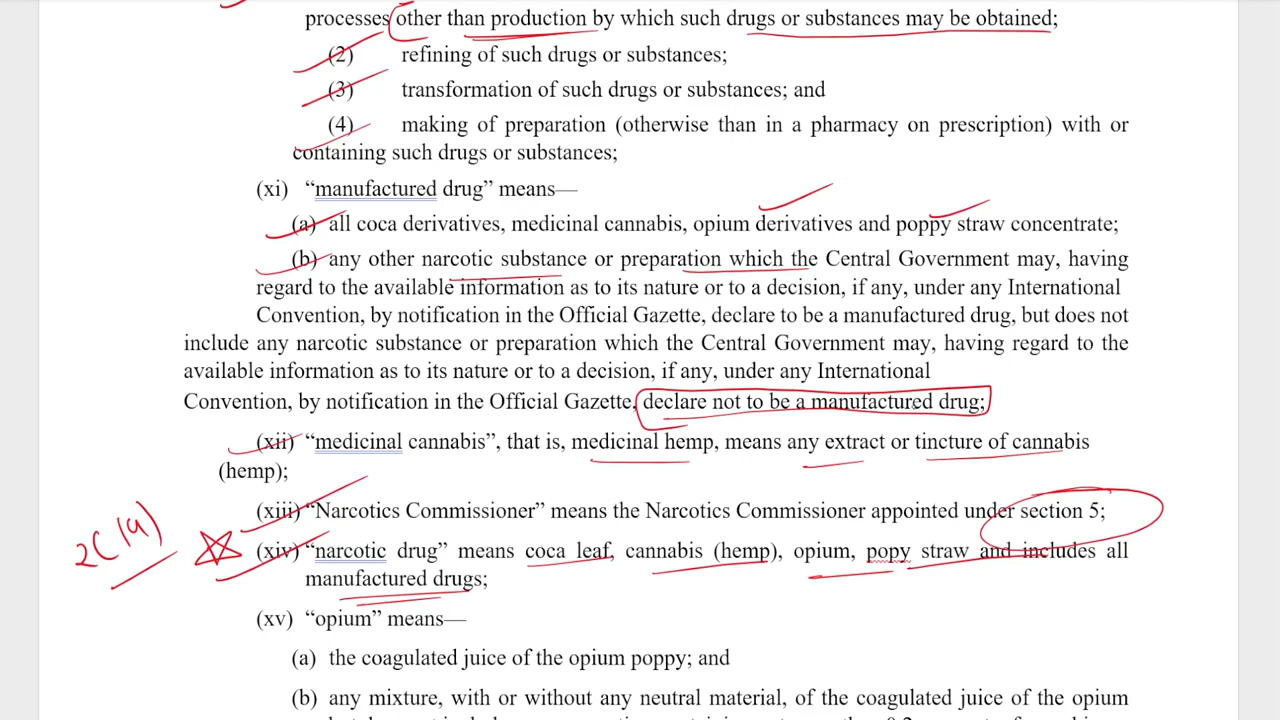 processes other than production by which such drugs or substances may be obtained;
(2) refining of such drugs or substances;
(3) transformation of such drugs or substances; and
(4) making of preparation (otherwise than in a pharmacy on prescription) with or
containing such drugs or substances;
(xi) “manufactured drug” means—
(a) all coca derivatives, medicinal cannabis, opium derivatives and poppy straw concentrate;
(b) any other narcotic substance or preparation which the Central Government may, having
regard to the available information as to its nature or to a decision, if any, under any International
Convention, by notification in the Official Gazette, declare to be a manufactured drug, but does not
include any narcotic substance or preparation which the Central Government may, having regard to the
available information as to its nature or to a decision, if any, under any International
Convention, by notification in the Official Gazette, declare not to be a manufactured drug;
(xii) “medicinal cannabis”, that is, medicinal hemp, means any extract or tincture of cannabis
(hemp);
(xiii) “Narcotics Commissioner” means the Narcotics Commissioner appointed under section 5;
2(14)
(xiv) “narcotic drug” means coca leaf, cannabis (hemp), opium, popy straw and includes all
manufactured drugs;
(xv) “opium” means—
(a) the coagulated juice of the opium poppy; and
(b) any mixture, with or without any neutral material, of the coagulated juice of the opium